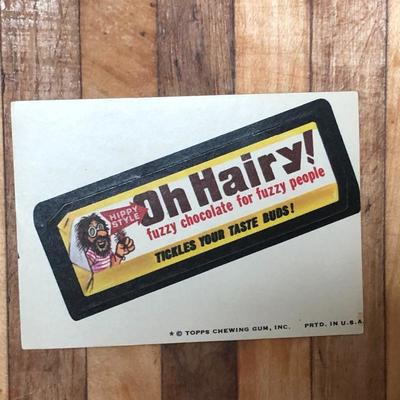 HIPPY
STYLE
Oh Hairy!
fuzzy chocolate for fuzzy people
TICKLES YOUR TASTE BUDS!
★ © TOPPS CHEWING GUM, INC. PRTD. IN U.S.A